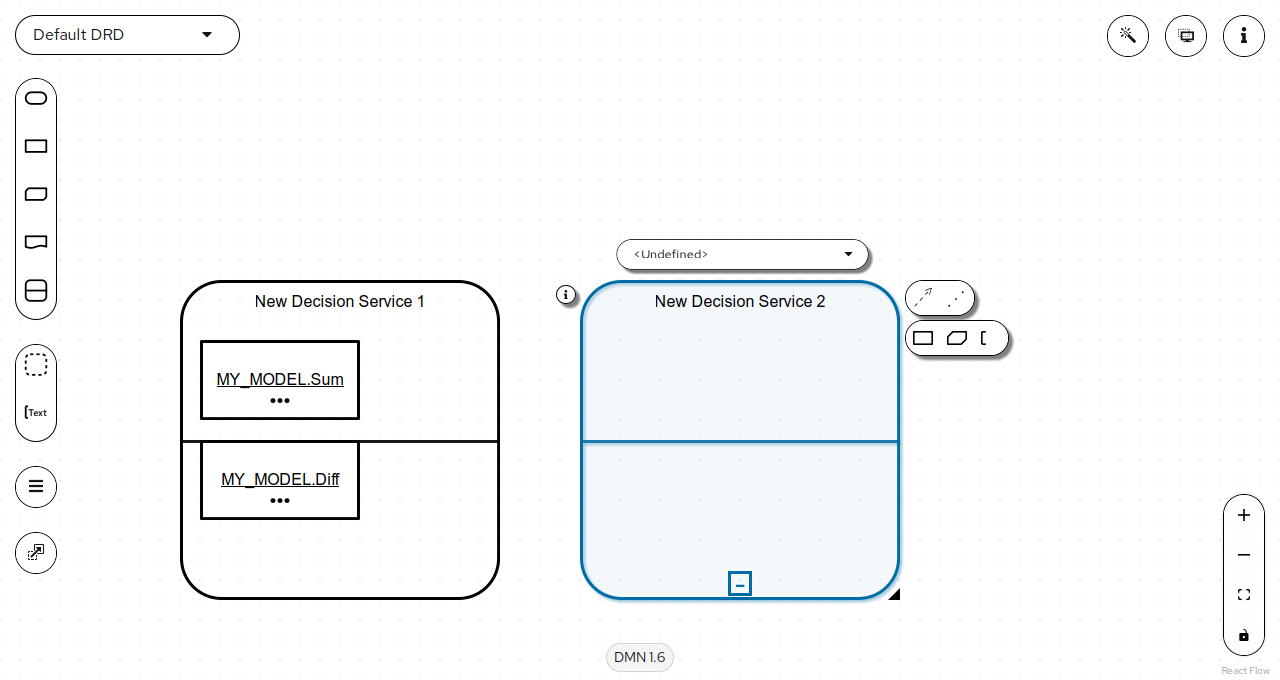 Default DRD
Text
<Undefined>
New Decision Service 1
New Decision Service 2
MY_MODEL.Sum
MY_MODEL.Diff
DMN 1.6
React Flow